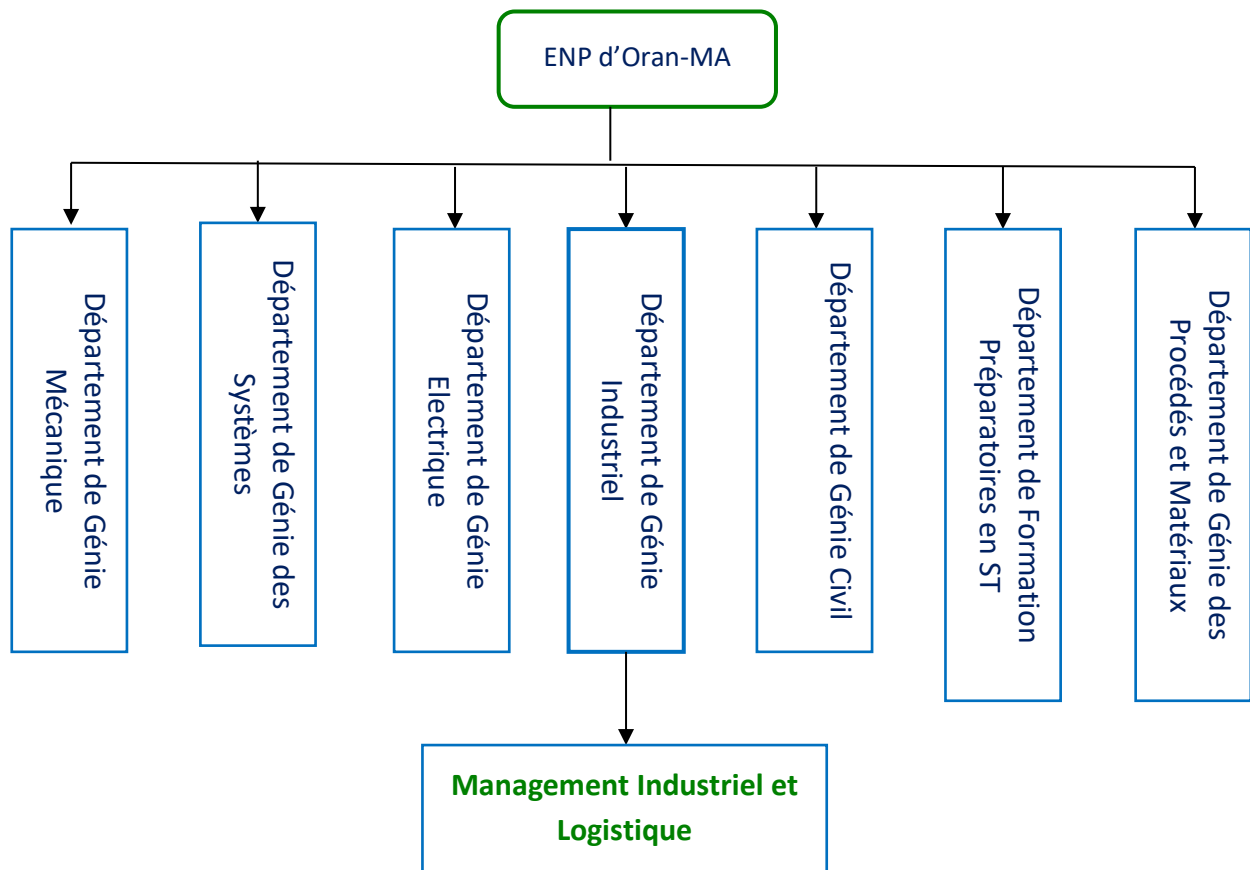 ENP d’Oran-MA
Département de Génie
Mécanique
Département de Génie des
Systèmes
Département de Génie
Electrique
Département de Génie
Industriel
Département de Génie Civil
Département de Formation
Préparatoires en ST
Département de Génie des
Procédés et Matériaux
Management Industriel et
Logistique